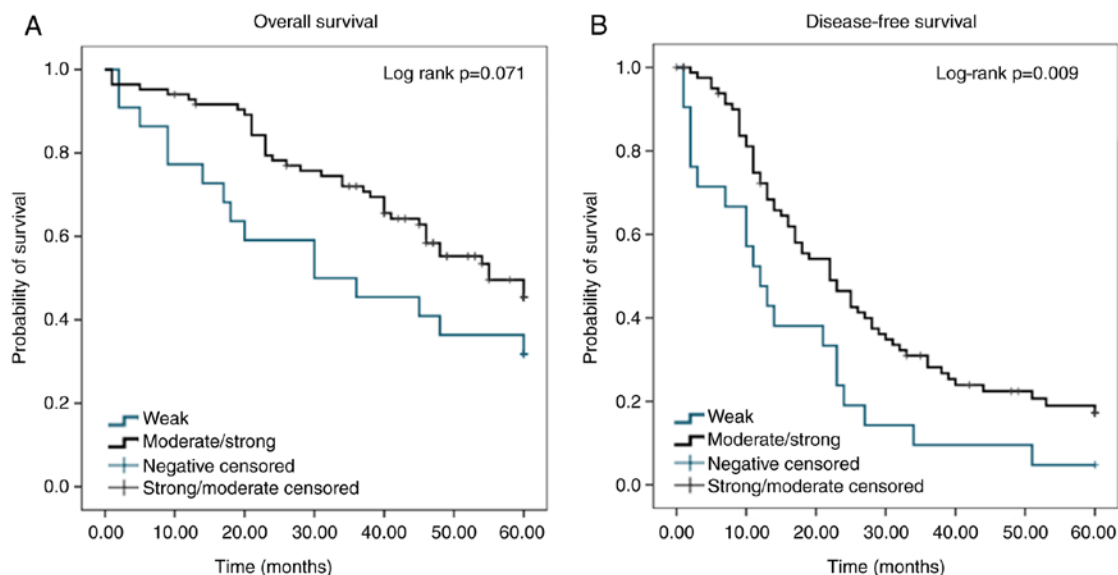 A
Overall survival
Log rank p=0.071
Probability of survival
1.0
0.8
0.6
0.4
0.2
0.0
Weak
Moderate/strong
Negative censored
Strong/moderate censored
0.00 10.00 20.00 30.00 40.00 50.00 60.00
Time (months)
B
Disease-free survival
Log-rank p=0.009
Probability of survival
1.0
0.8
0.6
0.4
0.2
0.0
Weak
Moderate/strong
Negative censored
Strong/moderate censored
0.00 10.00 20.00 30.00 40.00 50.00 60.00
Time (months)